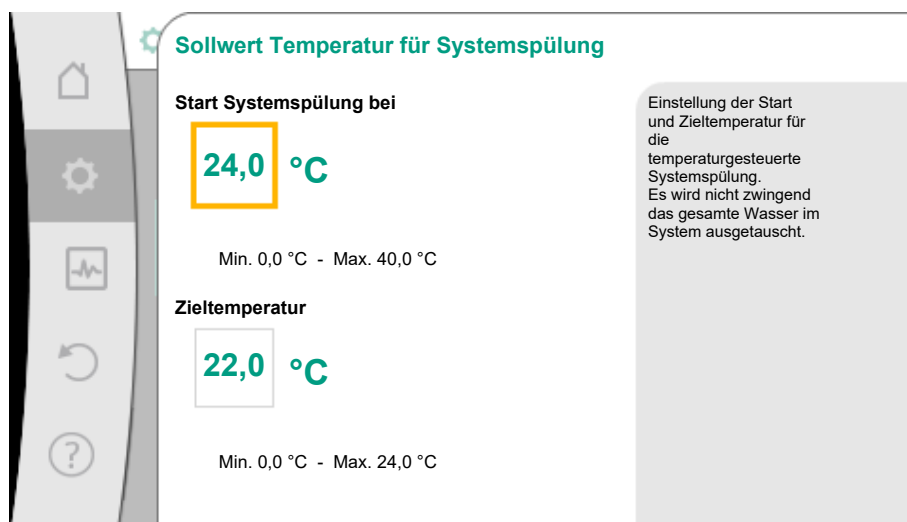 Sollwert Temperatur für Systemspülung
Start Systemspülung bei
24,0 °C
Min. 0,0 °C - Max. 40,0 °C
Zieltemperatur
22,0 °C
Min. 0,0 °C - Max. 24,0 °C
Einstellung der Start
und Zieltemperatur für
die
temperaturgesteuerte
Systemspülung.
Es wird nicht zwingend
das gesamte Wasser im
System ausgetauscht.
?